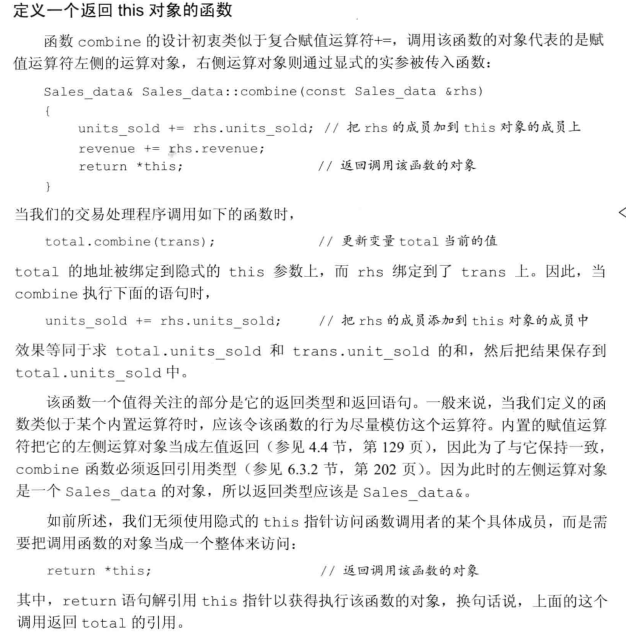 定义一个返回 this 对象的函数
函数 combine 的设计初衷类似于复合赋值运算符+=，调用该函数的对象代表的是赋
值运算符左侧的运算对象，右侧运算对象则通过显式的实参被传入函数：
Sales_data& Sales_data::combine(const Sales_data &rhs)
{
units_sold += rhs.units_sold; // 把 rhs 的成员加到 this 对象的成员上
revenue += rhs.revenue;
return *this; // 返回调用该函数的对象
}
当我们的交易处理程序调用如下的函数时，
total.combine(trans); // 更新变量 total 当前的值
total 的地址被绑定到隐式的 this 参数上，而 rhs 绑定到了 trans 上。因此，当
combine 执行下面的语句时，
units_sold += rhs.units_sold; // 把 rhs 的成员添加到 this 对象的成员中
效果等同于求 total.units_sold 和 trans.unit_sold 的和，然后把结果保存到
total.units_sold 中。
该函数一个值得关注的部分是它的返回类型和返回语句。一般来说，当我们定义的函
数类似于某个内置运算符时，应该令该函数的行为尽量模仿这个运算符。内置的赋值运算
符把它的左侧运算对象当成左值返回（参见 4.4 节，第 129 页），因此为了与它保持一致，
combine 函数必须返回引用类型（参见 6.3.2 节，第 202 页）。因为此时的左侧运算对象
是一个 Sales_data 的对象，所以返回类型应该是 Sales_data&。
如前所述，我们无须使用隐式的 this 指针访问函数调用者的某个具体成员，而是需
要把调用函数的对象当成一个整体来访问：
return *this; // 返回调用该函数的对象
其中，return 语句解引用 this 指针以获得执行该函数的对象，换句话说，上面的这个
调用返回 total 的引用。